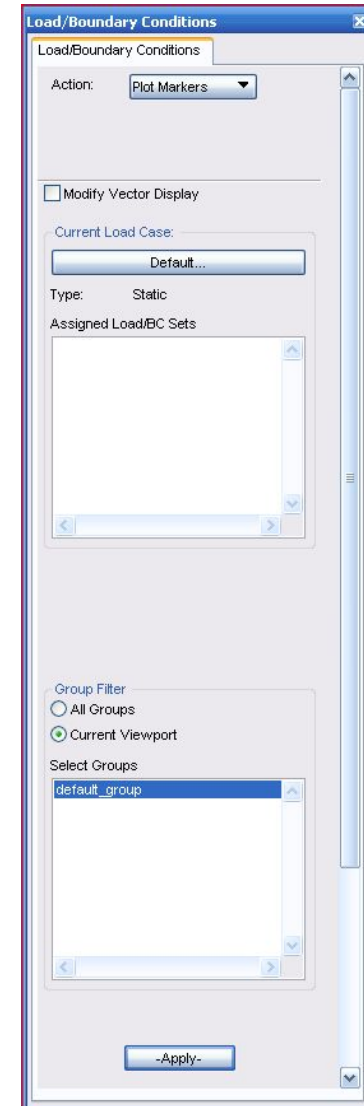 Load/Boundary Conditions
Load/Boundary Conditions
Action: Plot Markers
Modify Vector Display
Current Load Case:
Default...
Type: Static
Assigned Load/BC Sets
Group Filter
All Groups
Current Viewport
Select Groups
default_group
-Apply-